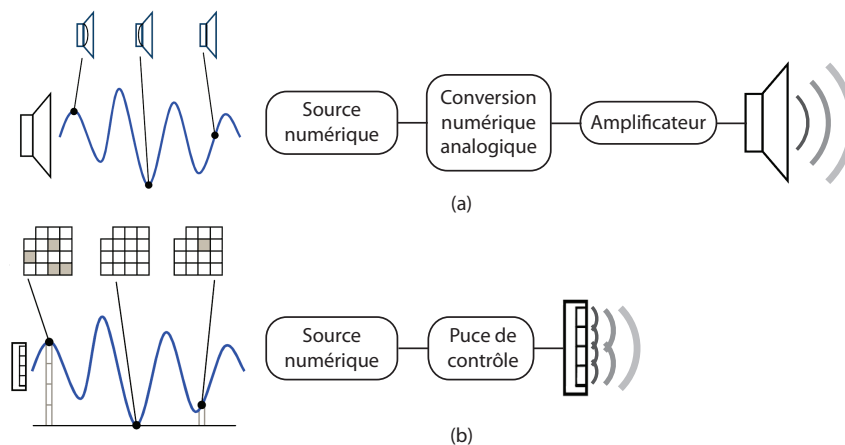 Source
numérique
Conversion
numérique
analogique
Amplificateur
(a)
Source
numérique
Puce de
contrôle
(b)